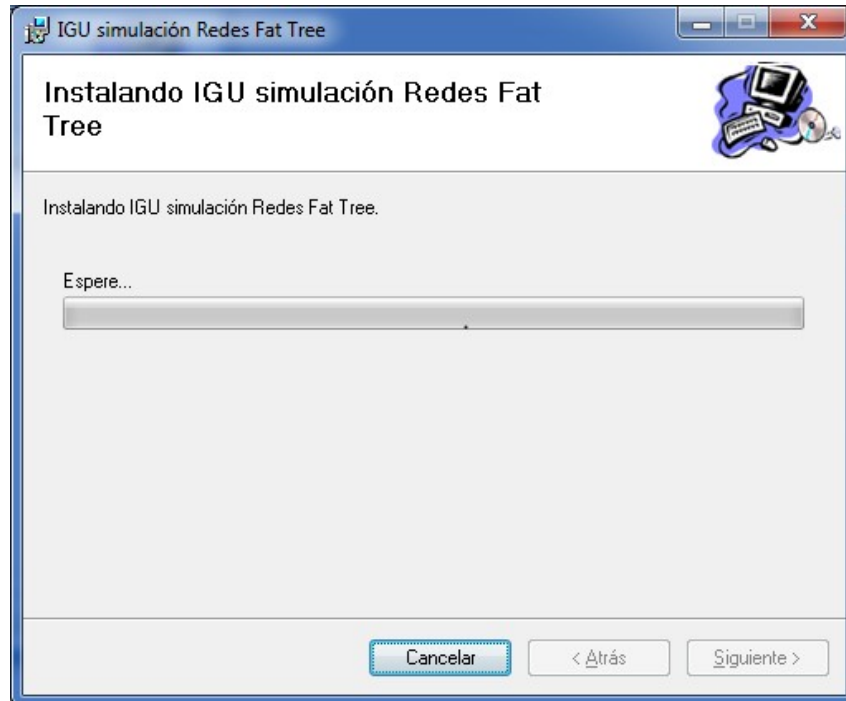 IGU simulación Redes Fat Tree
Instalando IGU simulación Redes Fat
Tree
Instalando IGU simulación Redes Fat Tree.
Espere...
Cancelar
< Atrás
Siguiente >